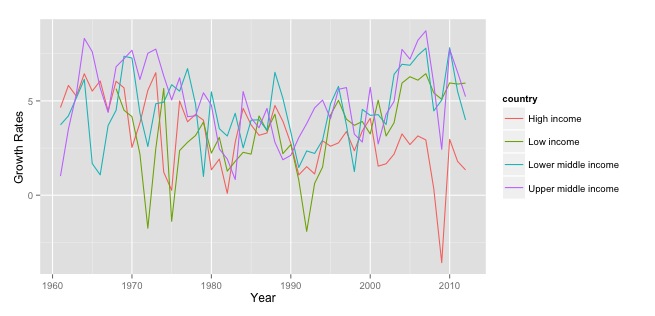 Growth Rates
5
0
1960 1970 1980 1990 2000 2010
Year
country
High income
Low income
Lower middle income
Upper middle income